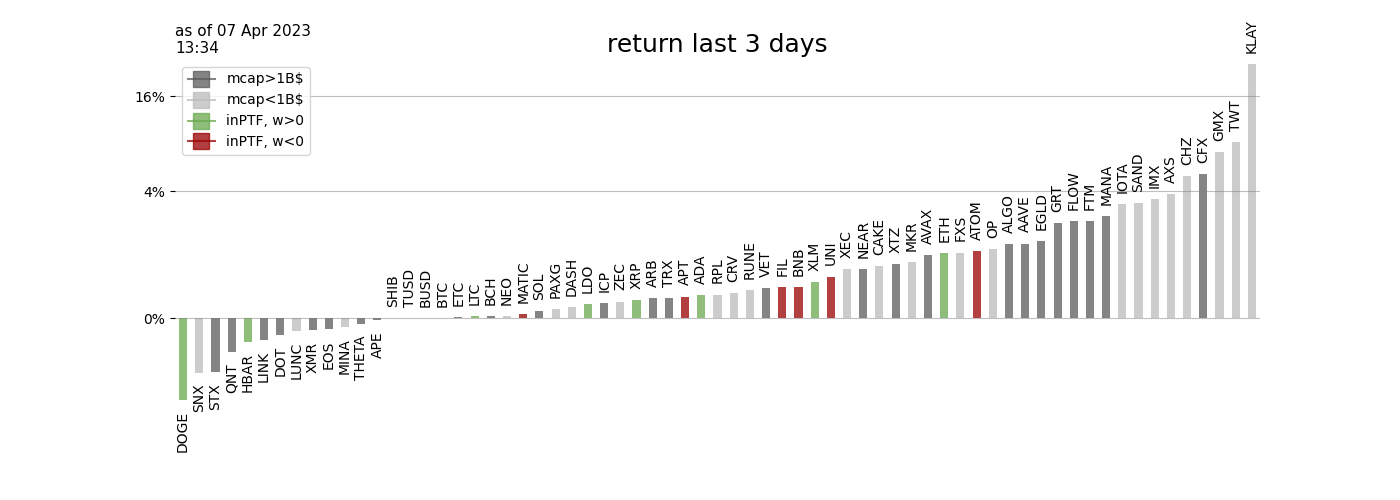 as of 07 Apr 2023
13:34
return last 3 days
mcap>1B$
mcap<1B$
inPTF, w>0
inPTF, w<0
16%
4%
0%
DOGE
SNX
STX
QNT
HBAR
LINK
DOT
LUNC
XMR
EOS
MINA
THETA
APE
SHIB
TUSD
BUSD
BTC
ETC
LTC
BCH
NEO
MATIC
SOL
PAXG
DASH
LDO
ICP
ZEC
XRP
ARB
TRX
APT
ADA
RPL
CRV
RUNE
VET
FIL
BNB
XLM
UNI
XEC
NEAR
CAKE
XTZ
MKR
AVAX
ETH
FXS
ATOM
OP
ALGO
AAVE
EGLD
GRT
FLOW
FTM
MANA
IOTA
SAND
IMX
AXS
CHZ
CFX
GMX
TWT
KLAY